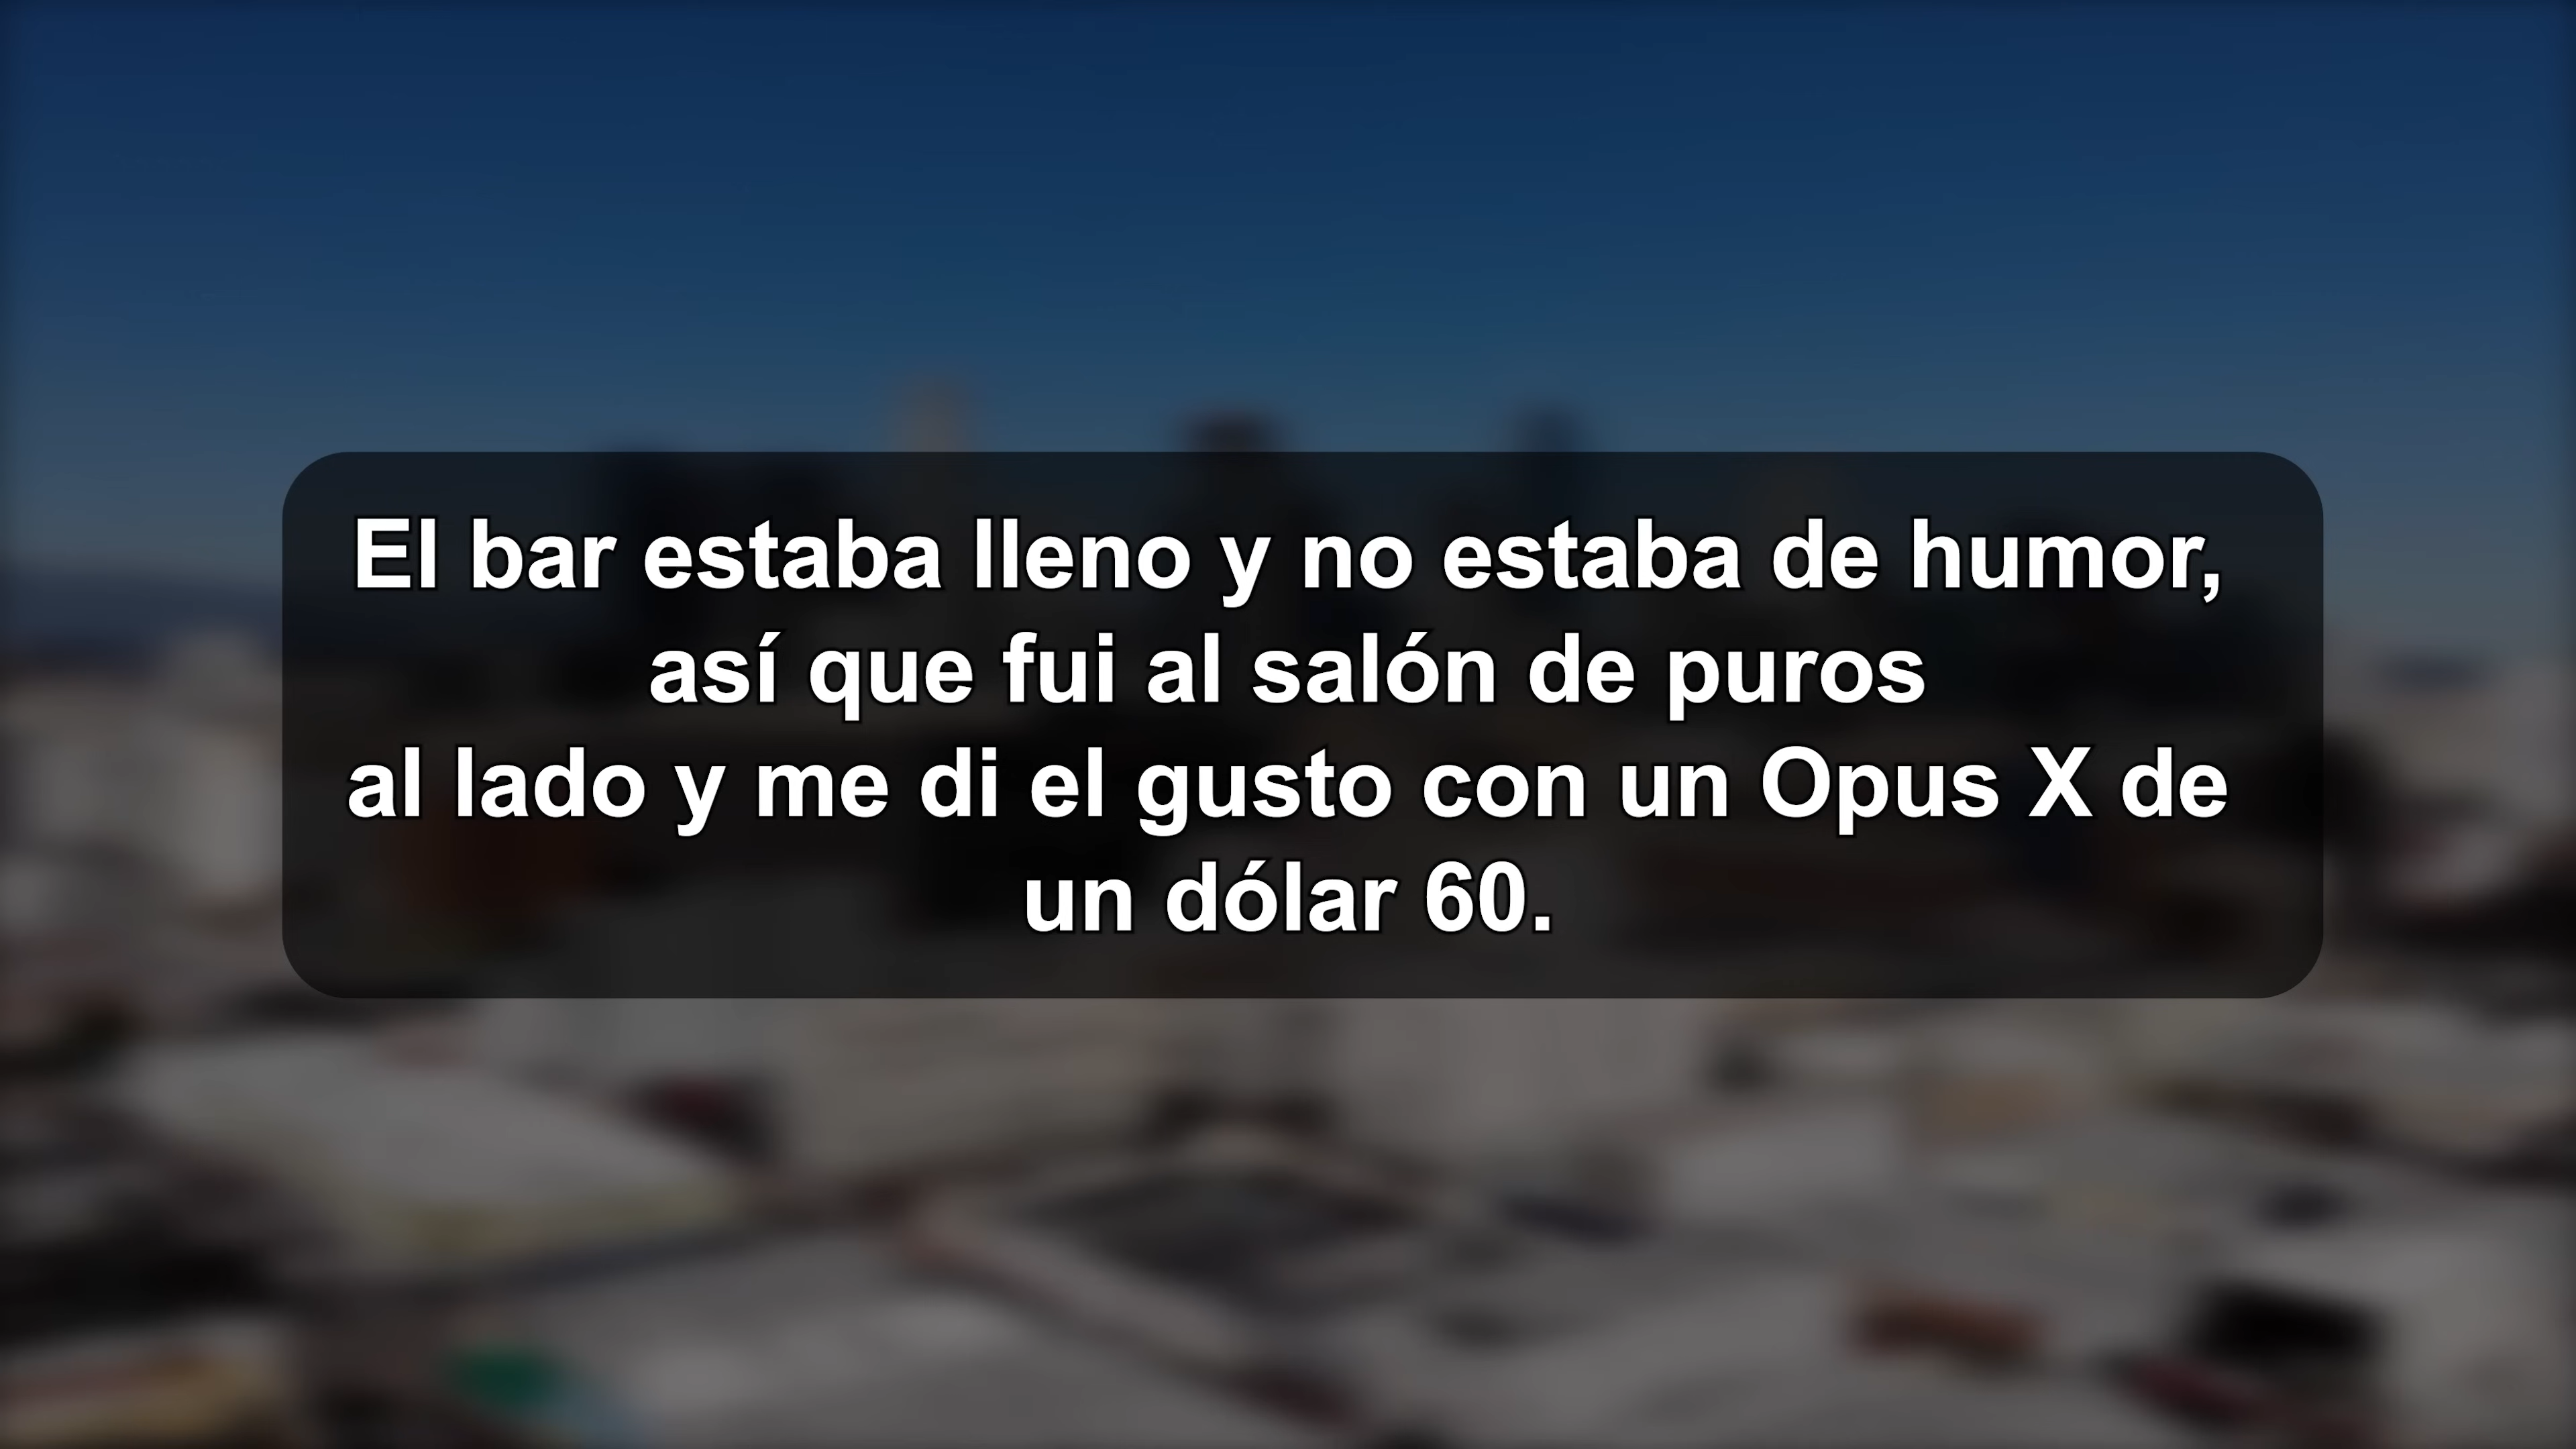 El bar estaba lleno y no estaba de humor,
así que fui al salón de puros
al lado y me di el gusto con un Opus X de
un dólar 60.